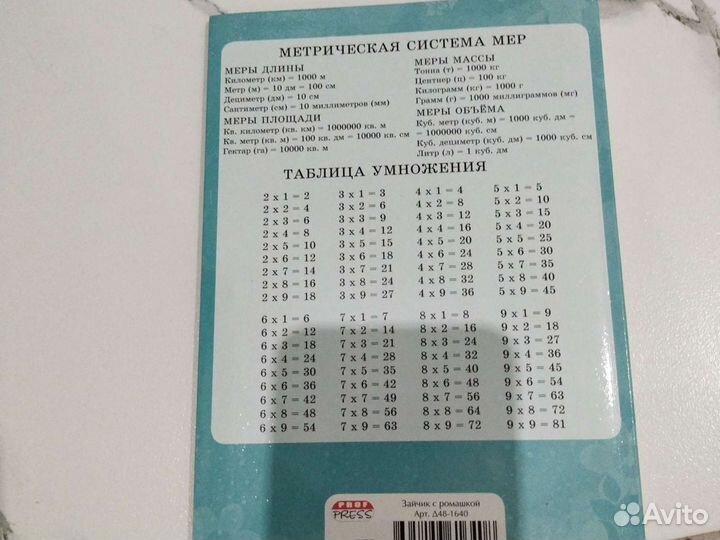 МЕТРИЧЕСКАЯ СИСТЕМА МЕР
МЕРЫ ДЛИНЫ
Километр (км) = 1000 м
Метр (м) = 10 дм = 100 см
Дециметр (дм) = 10 см
Сантиметр (см) = 10 миллиметров (мм)
МЕРЫ ПЛОЩАДИ
Кв. километр (кв. км) = 1000000 кв. м
Кв. метр (кв. м) = 100 кв. дм = 10000 кв. см
Гектар (га) = 10000 кв. м
МЕРЫ МАССЫ
Тонна (т) = 1000 кг
Центнер (ц) = 100 кг
Килограмм (кг) = 1000 г
Грамм (г) = 1000 миллиграммов (мг)
МЕРЫ ОБЪЁМА
Куб. метр (куб. м) = 1000 куб. дм =
= 1000000 куб. см
Куб. дециметр (куб. дм) = 1000 куб. см
Литр (л) = 1 куб. дм
ТАБЛИЦА УМНОЖЕНИЯ
2 x 1 = 2 3 x 1 = 3 4 x 1 = 4 5 x 1 = 5
2 x 2 = 4 3 x 2 = 6 4 x 2 = 8 5 x 2 = 10
2 x 3 = 6 3 x 3 = 9 4 x 3 = 12 5 x 3 = 15
2 x 4 = 8 3 x 4 = 12 4 x 4 = 16 5 x 4 = 20
2 x 5 = 10 3 x 5 = 15 4 x 5 = 20 5 x 5 = 25
2 x 6 = 12 3 x 6 = 18 4 x 6 = 24 5 x 6 = 30
2 x 7 = 14 3 x 7 = 21 4 x 7 = 28 5 x 7 = 35
2 x 8 = 16 3 x 8 = 24 4 x 8 = 32 5 x 8 = 40
2 x 9 = 18 3 x 9 = 27 4 x 9 = 36 5 x 9 = 45
6 x 1 = 6 7 x 1 = 7 8 x 1 = 8 9 x 1 = 9
6 x 2 = 12 7 x 2 = 14 8 x 2 = 16 9 x 2 = 18
6 x 3 = 18 7 x 3 = 21 8 x 3 = 24 9 x 3 = 27
6 x 4 = 24 7 x 4 = 28 8 x 4 = 32 9 x 4 = 36
6 x 5 = 30 7 x 5 = 35 8 x 5 = 40 9 x 5 = 45
6 x 6 = 36 7 x 6 = 42 8 x 6 = 48 9 x 6 = 54
6 x 7 = 42 7 x 7 = 49 8 x 7 = 56 9 x 7 = 63
6 x 8 = 48 7 x 8 = 56 8 x 8 = 64 9 x 8 = 72
6 x 9 = 54 7 x 9 = 63 8 x 9 = 72 9 x 9 = 81
PROF
PRESS
Зайчик с ромашкой
Арт. Д48-1640
Avito